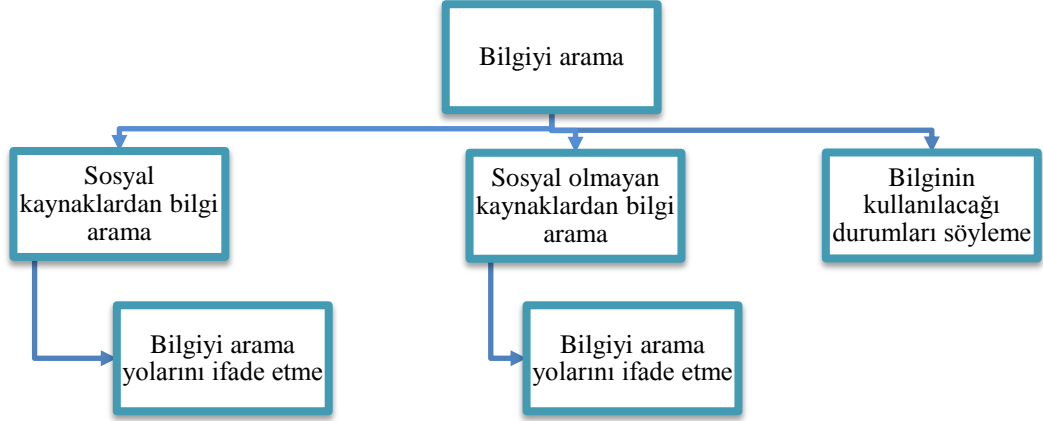 Bilgiyi arama
Sosyal
kaynaklardan bilgi
arama
Sosyal olmayan
kaynaklardan bilgi
arama
Bilginin
kullanılacağı
durumları söyleme
Bilgiyi arama
yolarını ifade etme
Bilgiyi arama
yolarını ifade etme